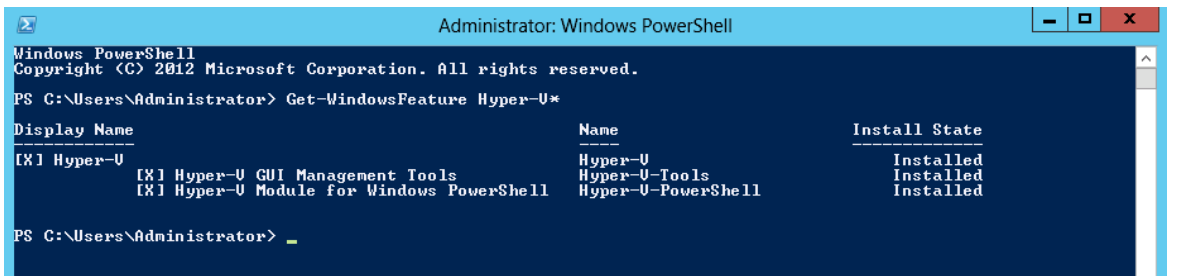 Administrator: Windows PowerShell
Windows PowerShell
Copyright (C) 2012 Microsoft Corporation. All rights reserved.
PS C:\Users\Administrator> Get-WindowsFeature Hyper-V*
Display Name Name Install State
------------ ---- -------------
[X] Hyper-V Hyper-V Installed
[X] Hyper-V GUI Management Tools Hyper-V-Tools Installed
[X] Hyper-V Module for Windows PowerShell Hyper-V-PowerShell Installed
PS C:\Users\Administrator> _